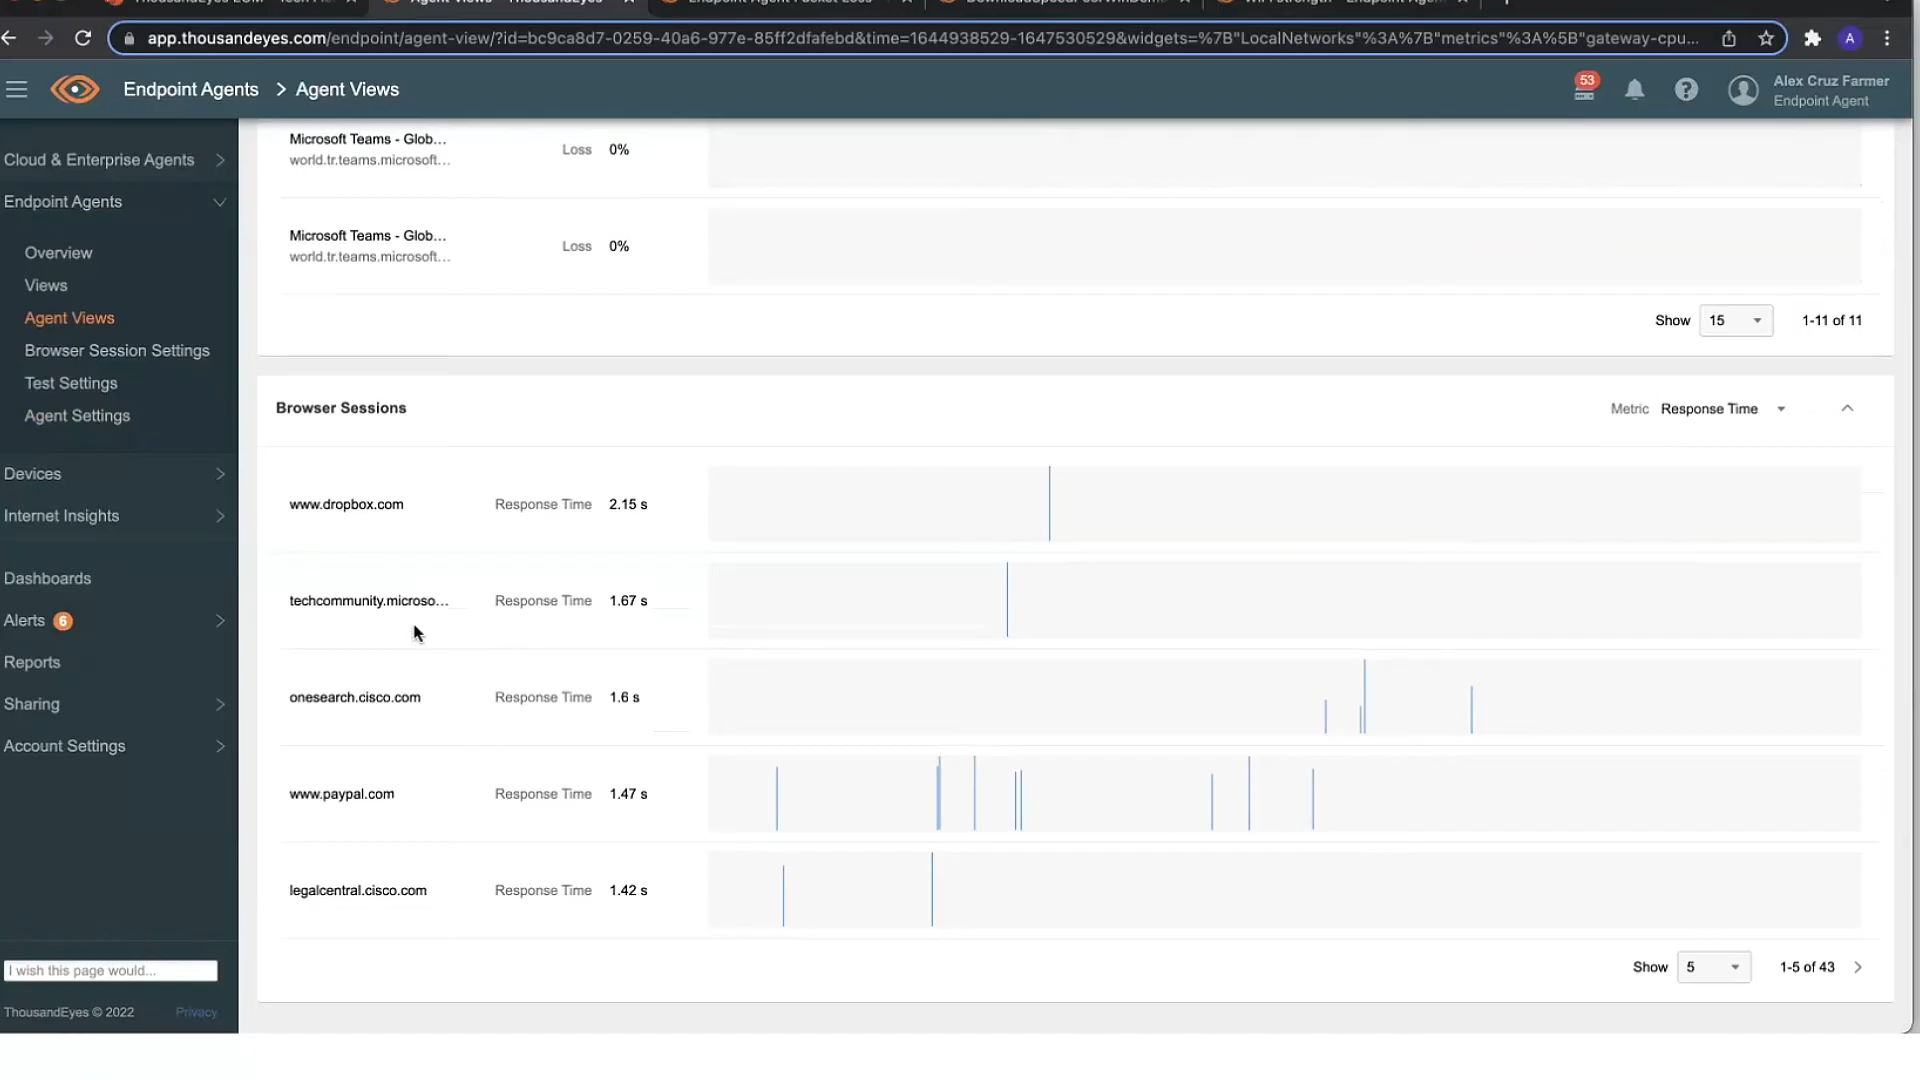 app.thousandeyes.com/endpoint/agent-view/?id=bc9ca8d7-0259-40a6-977e-85ff2dfafebd&time=1644938529-1647530529&widgets=%7B"LocalNetworks"%3A%7B"metrics"%3A%5B"gateway-cpu...
A
Endpoint Agents > Agent Views
53
Alex Cruz Farmer
Endpoint Agent
Cloud & Enterprise Agents
Endpoint Agents
Overview
Views
Agent Views
Browser Session Settings
Test Settings
Agent Settings
Devices
Internet Insights
Dashboards
Alerts 6
Reports
Sharing
Account Settings
I wish this page would...
ThousandEyes © 2022 Privacy
Microsoft Teams - Glob...
world.tr.teams.microsoft...
Loss 0%
Microsoft Teams - Glob...
world.tr.teams.microsoft...
Loss 0%
Show 15 1-11 of 11
Browser Sessions
Metric Response Time
www.dropbox.com Response Time 2.15 s
techcommunity.microso... Response Time 1.67 s
onesearch.cisco.com Response Time 1.6 s
www.paypal.com Response Time 1.47 s
legalcentral.cisco.com Response Time 1.42 s
Show 5 1-5 of 43